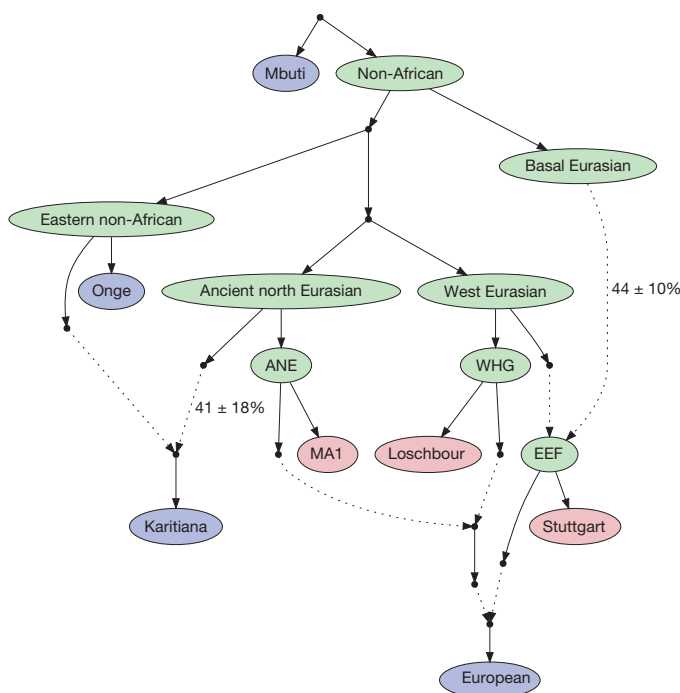 Mbuti
Non-African
Basal Eurasian
Eastern non-African
Onge
Ancient north Eurasian
West Eurasian
44 ± 10%
ANE
WHG
41 ± 18%
MA1
Loschbour
EEF
Karitiana
Stuttgart
European